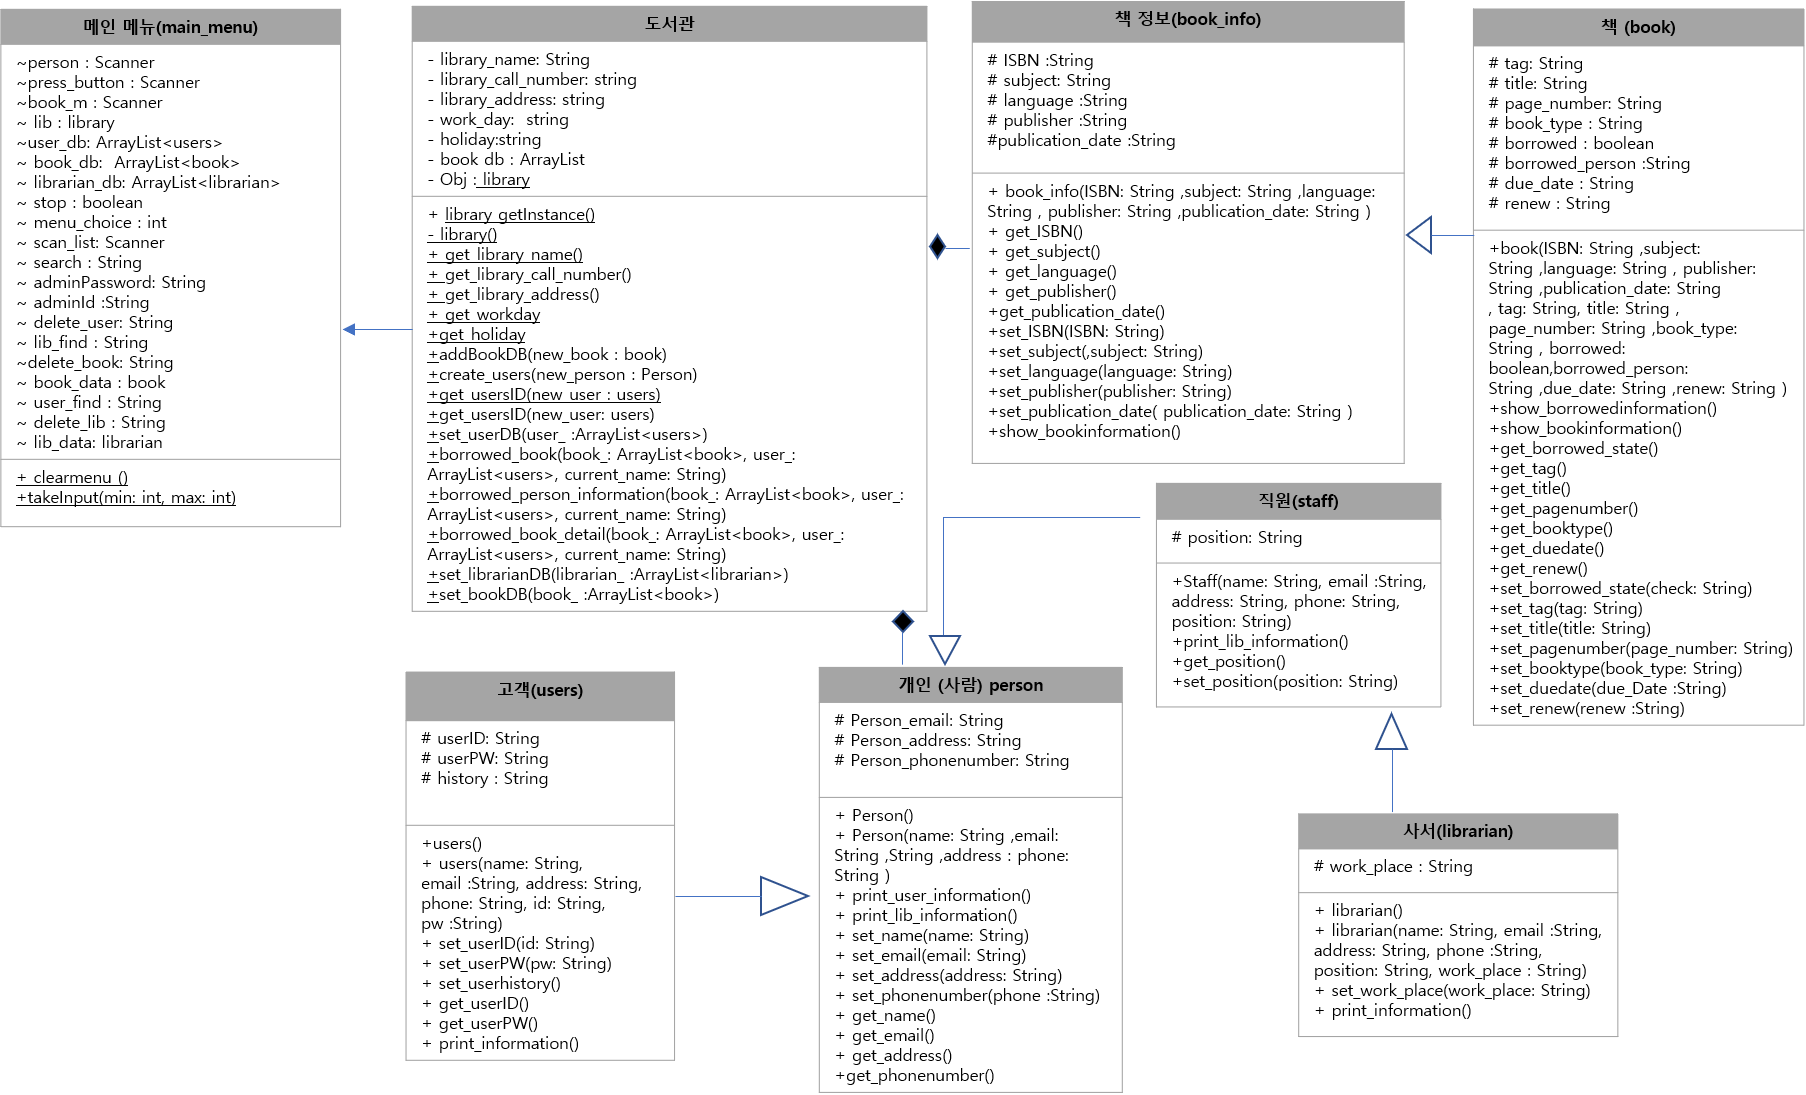 메인 메뉴(main_menu)
~person : Scanner
~press_button : Scanner
~book_m : Scanner
~ lib : library
~user_db: ArrayList<users>
~ book_db:  ArrayList<book>
~ librarian_db: ArrayList<librarian>
~ stop : boolean
~ menu_choice : int
~ scan_list: Scanner
~ search : String
~ adminPassword: String
~ adminId :String
~ delete_user: String
~ lib_find : String
~delete_book: String
~ book_data : book
~ user_find : String
~ delete_lib : String
~ lib_data: librarian
+ clearmenu ()
+takeInput(min: int, max: int)
도서관
- library_name: String
- library_call_number: string
- library_address: string
- work_day:  string
- holiday:string
- book db : ArrayList
- Obj : library
+ library getInstance()
- library()
+ get library name()
+ get_library_call_number()
+ get_library_address()
+ get workday
+get holiday
+addBookDB(new_book : book)
+create_users(new_person : Person)
+get usersID(new user : users)
+get_usersID(new_user: users)
+set_userDB(user_ :ArrayList<users>)
+borrowed_book(book_: ArrayList<book>, user_:
ArrayList<users>, current_name: String)
+borrowed_person_information(book_: ArrayList<book>, user_:
ArrayList<users>, current_name: String)
+borrowed_book_detail(book_: ArrayList<book>, user_:
ArrayList<users>, current_name: String)
+set_librarianDB(librarian_ :ArrayList<librarian>)
+set_bookDB(book_ :ArrayList<book>)
책 정보(book_info)
# ISBN :String
# subject: String
# language :String
# publisher :String
#publication_date :String
+ book_info(ISBN: String ,subject: String ,language:
String , publisher: String ,publication_date: String )
+ get_ISBN()
+ get_subject()
+ get_language()
+ get_publisher()
+get_publication_date()
+set_ISBN(ISBN: String)
+set_subject(,subject: String)
+set_language(language: String)
+set_publisher(publisher: String)
+set_publication_date( publication_date: String )
+show_bookinformation()
책 (book)
# tag: String
# title: String
# page_number: String
# book_type : String
# borrowed : boolean
# borrowed_person :String
# due_date : String
# renew : String
+book(ISBN: String ,subject:
String ,language: String , publisher:
String ,publication_date: String
, tag: String, title: String ,
page_number: String ,book_type:
String , borrowed:
boolean,borrowed_person:
String ,due_date: String ,renew: String )
+show_borrowedinformation()
+show_bookinformation()
+get_borrowed_state()
+get_tag()
+get_title()
+get_pagenumber()
+get_booktype()
+get_duedate()
+get_renew()
+set_borrowed_state(check: String)
+set_tag(tag: String)
+set_title(title: String)
+set_pagenumber(page_number: String)
+set_booktype(book_type: String)
+set_duedate(due_Date :String)
+set_renew(renew :String)
직원(staff)
# position: String
+Staff(name: String, email :String,
address: String, phone: String,
position: String)
+print_lib_information()
+get_position()
+set_position(position: String)
고객(users)
# userID: String
# userPW: String
# history : String
+users()
+ users(name: String,
email :String, address: String,
phone: String, id: String,
pw :String)
+ set_userID(id: String)
+ set_userPW(pw: String)
+ set_userhistory()
+ get_userID()
+ get_userPW()
+ print_information()
개인 (사람) person
# Person_email: String
# Person_address: String
# Person_phonenumber: String
+ Person()
+ Person(name: String ,email:
String ,String ,address : phone:
String )
+ print_user_information()
+ print_lib_information()
+ set_name(name: String)
+ set_email(email: String)
+ set_address(address: String)
+ set_phonenumber(phone :String)
+ get_name()
+ get_email()
+ get_address()
+get_phonenumber()
사서(librarian)
# work_place : String
+ librarian()
+ librarian(name: String, email :String,
address: String, phone :String,
position: String, work_place : String)
+ set_work_place(work_place: String)
+ print_information()